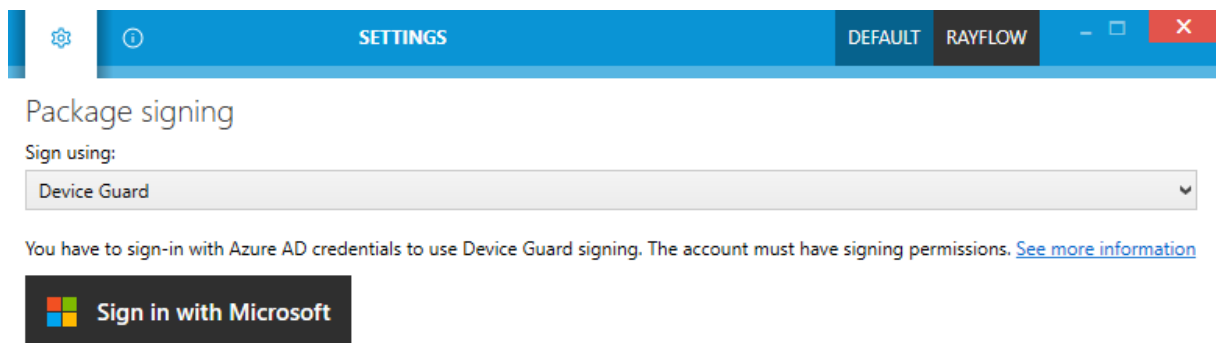 SETTINGS
DEFAULT
RAYFLOW
Package signing
Sign using:
Device Guard
You have to sign-in with Azure AD credentials to use Device Guard signing. The account must have signing permissions. See more information
Sign in with Microsoft